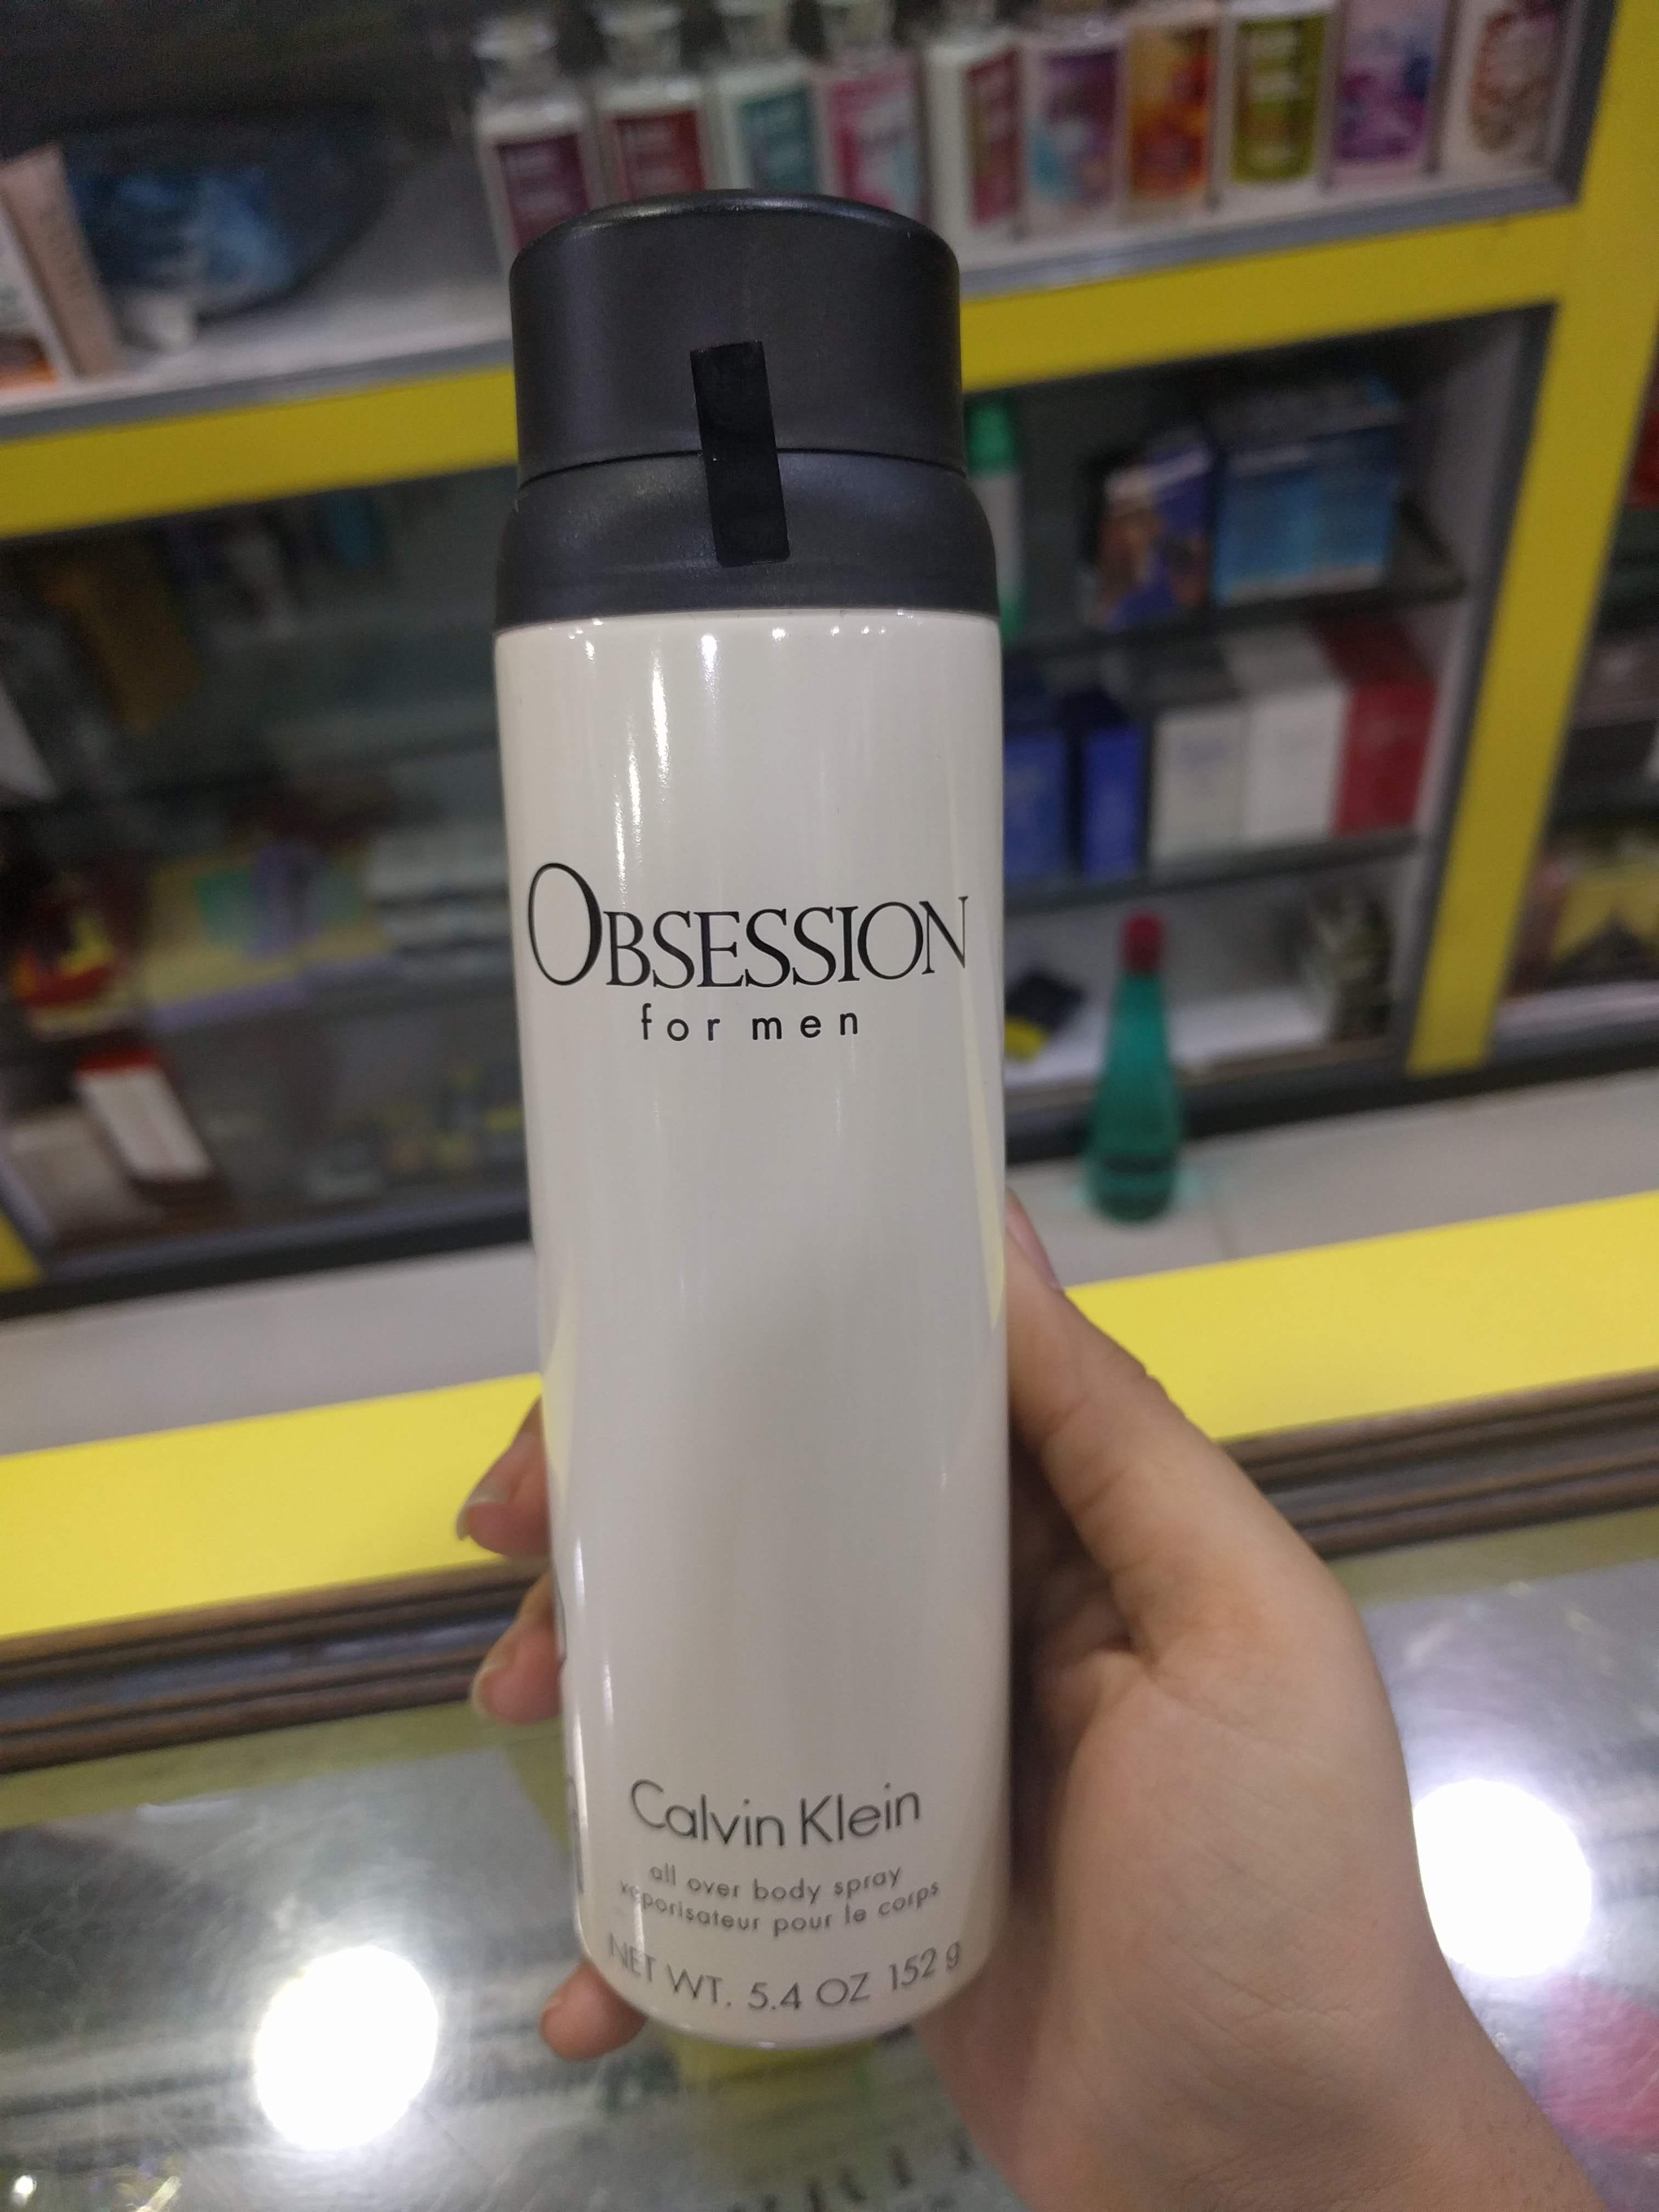 OBSESSION
for men
Calvin Klein
all over body spray
vaporisateur pour le corps
NET WT. 5.4 OZ 152 g